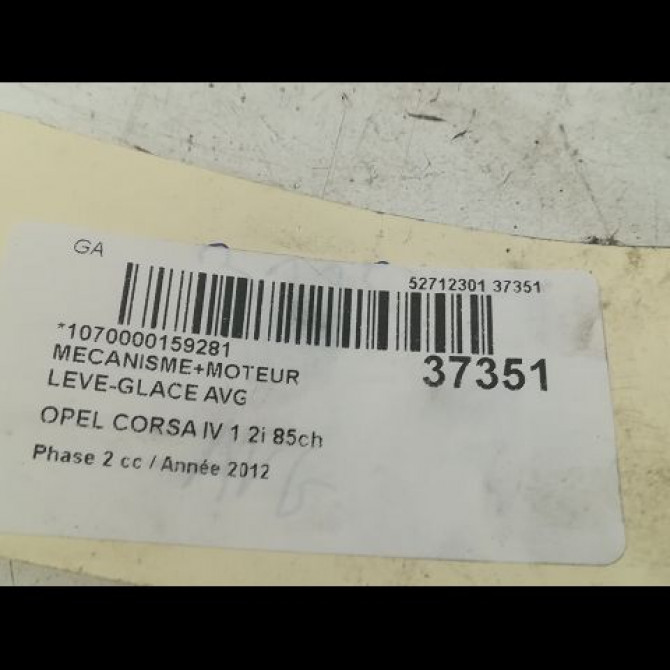 GA
52712301 37351
*1070000159281
37351
MECANISME+MOTEUR
LEVE-GLACE AVG
OPEL CORSA IV 1 2i 85ch
Phase 2 cc / Année 2012